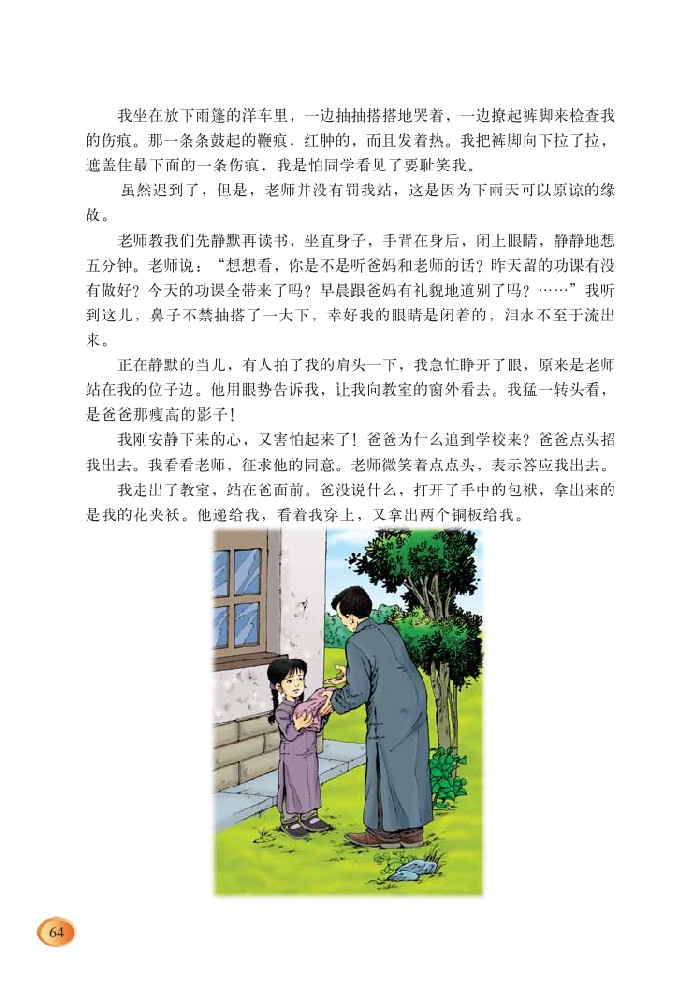 我坐在放下雨篷的洋车里，一边抽抽搭搭地哭着，一边撩起裤脚来检查我
的伤痕。那一条条鼓起的鞭痕，红肿的，而且发着热。我把裤脚向下拉了拉，
遮盖住最下面的一条伤痕，我是怕同学看见了要耻笑我。
虽然迟到了，但是，老师并没有罚我站，这是因为下雨天可以原谅的缘
故。
老师教我们先静默再读书。坐直身子，手背在身后，闭上眼睛，静静地想
五分钟。老师说：“想想看，你是不是听爸妈和老师的话？昨天留的功课有没
有做好？今天的功课全带来了吗？早晨跟爸妈有礼貌地道别了吗？……”我听
到这儿，鼻子不禁抽搭了一大下，幸好我的眼睛是闭着的，泪水不至于流出
来。
正在静默的当儿，有人拍了我的肩头一下，我急忙睁开了眼，原来是老师
站在我的位子边。他用眼势告诉我，让我向教室的窗外看去。我猛一转头看，
是爸爸那瘦高的影子！
我刚安静下来的心，又害怕起来了！爸爸为什么追到学校来？爸爸点头招
我出去。我看看老师，征求他的同意。老师微笑着点点头，表示答应我出去。
我走出了教室，站在爸面前。爸没说什么，打开了手中的包袱，拿出来的
是我的花夹袄。他递给我，看着我穿上，又拿出两个铜板给我。
64